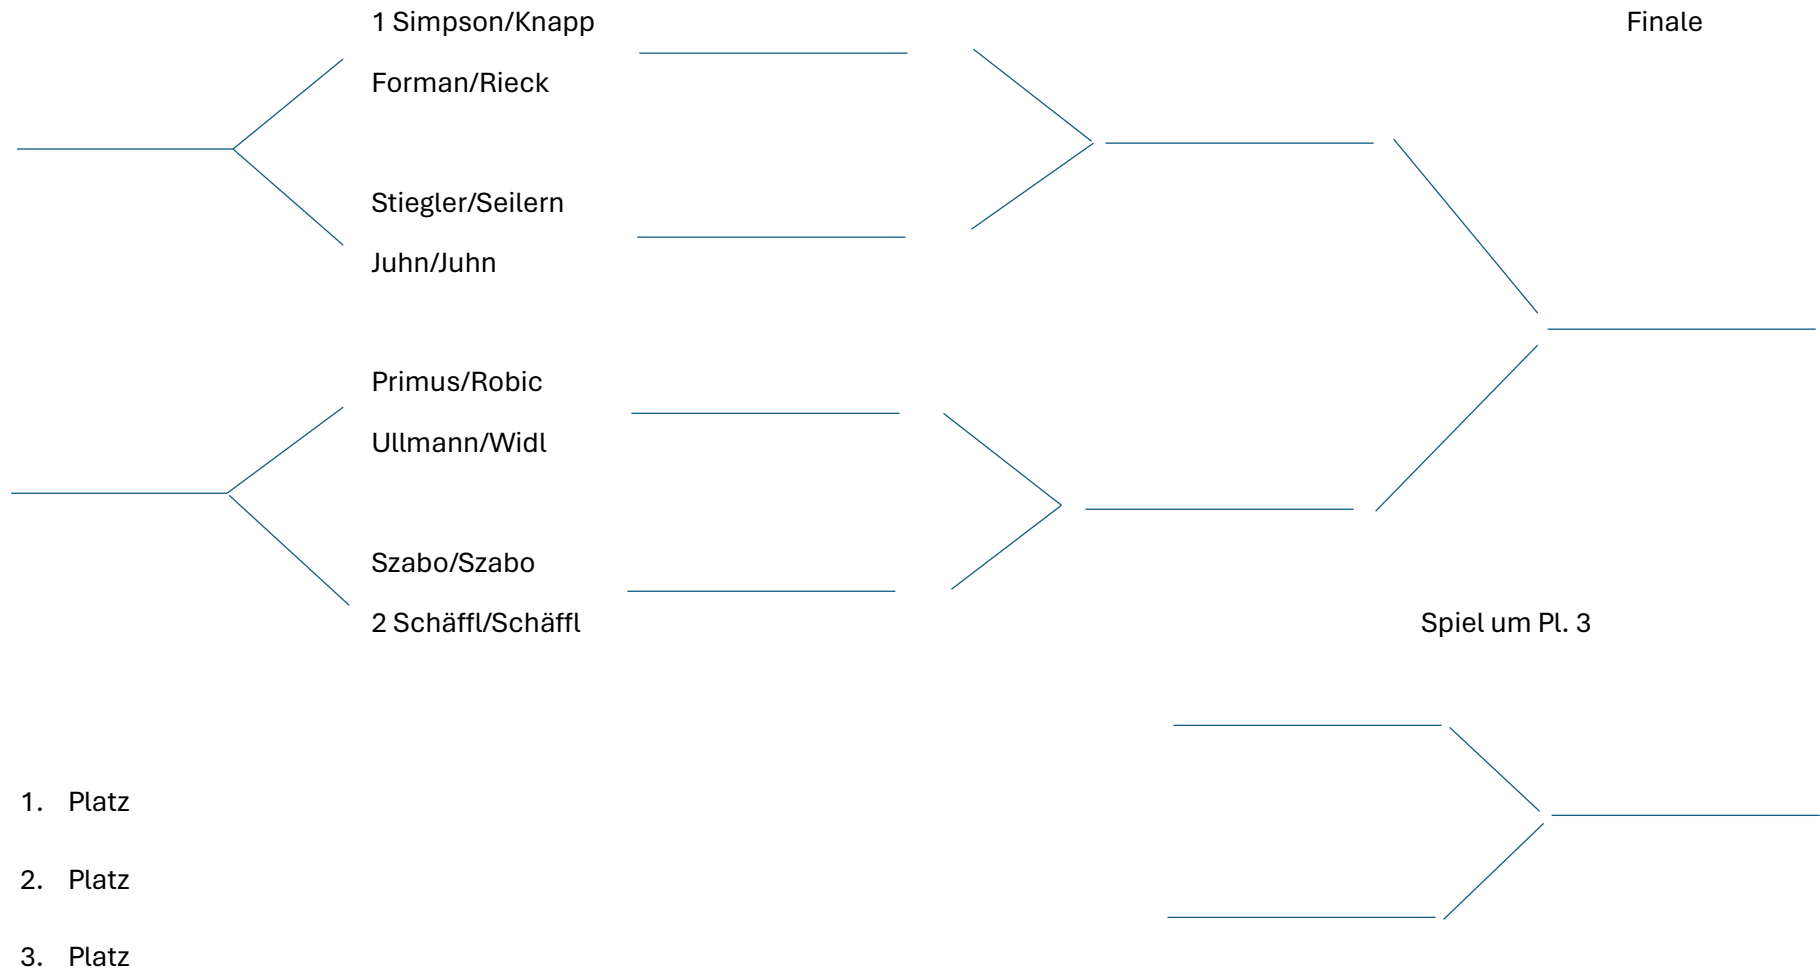 1 Simpson/Knapp
Finale
Forman/Rieck
Stiegler/Seilern
Juhn/Juhn
Primus/Robic
Ullmann/Widl
Szabo/Szabo
2 Schäffl/Schäffl
Spiel um Pl. 3
1. Platz
2. Platz
3. Platz